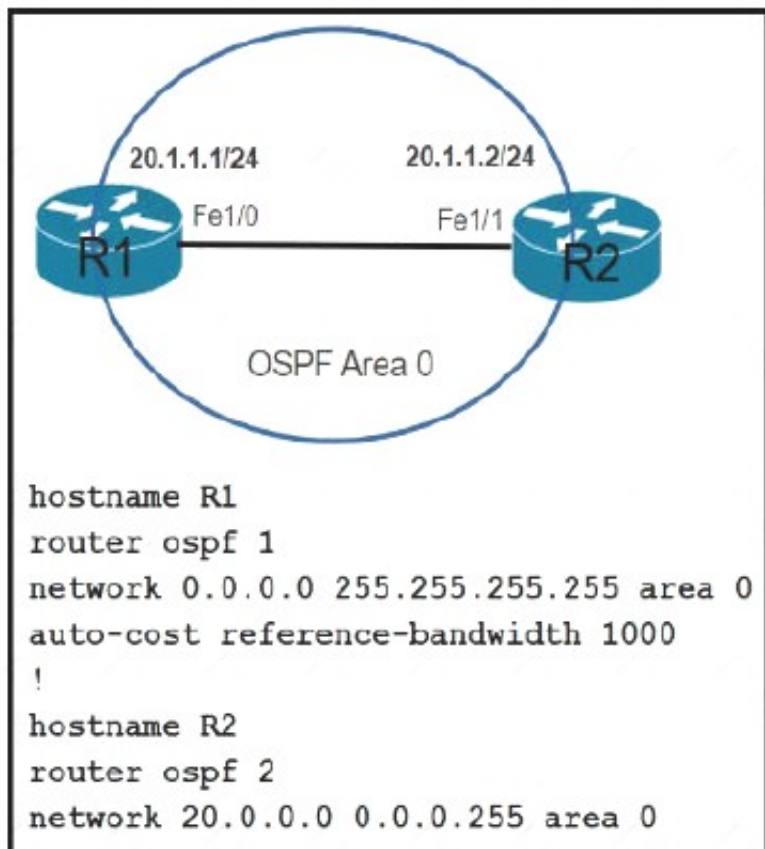 20.1.1.1/24 20.1.1.2/24
Fe1/0 Fe1/1
R1 R2
OSPF Area 0
hostname R1
router ospf 1
network 0.0.0.0 255.255.255.255 area 0
auto-cost reference-bandwidth 1000
!
hostname R2
router ospf 2
network 20.0.0.0 0.0.0.255 area 0